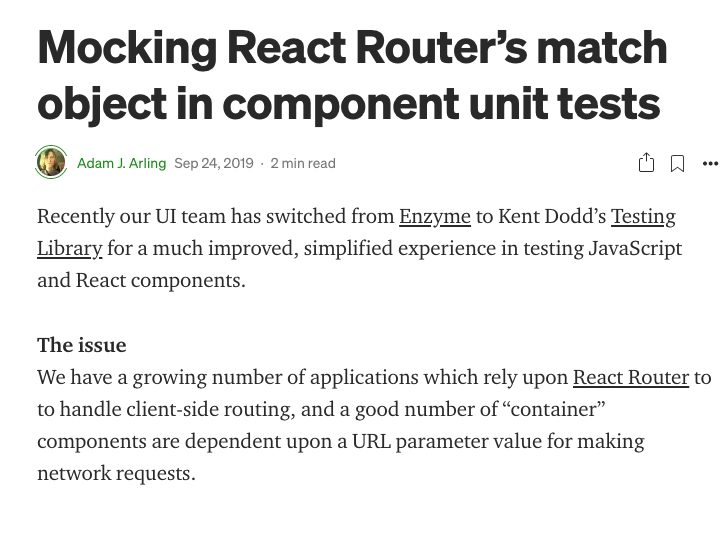 Mocking React Router’s match
object in component unit tests
Adam J. Arling Sep 24, 2019 · 2 min read
Recently our UI team has switched from Enzyme to Kent Dodd’s Testing
Library for a much improved, simplified experience in testing JavaScript
and React components.
The issue
We have a growing number of applications which rely upon React Router to
to handle client-side routing, and a good number of “container”
components are dependent upon a URL parameter value for making
network requests.